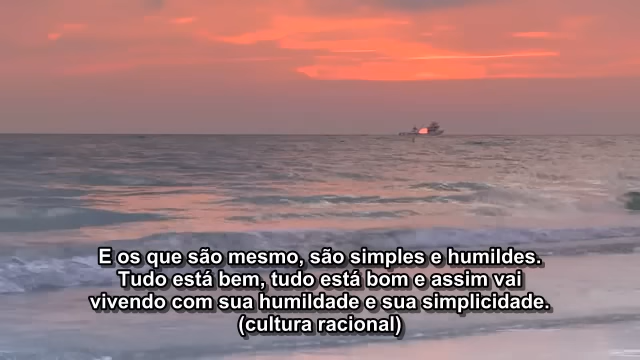 E os que são mesmo, são simples e humildes.
Tudo está bem, tudo está bom e assim vai
vivendo com sua humildade e sua simplicidade.
(cultura racional)